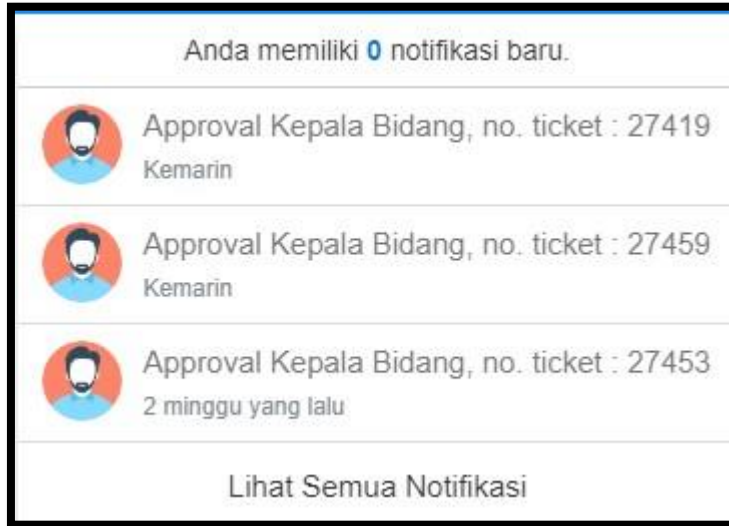 Anda memiliki 0 notifikasi baru.
Approval Kepala Bidang, no. ticket : 27419
Kemarin
Approval Kepala Bidang, no. ticket : 27459
Kemarin
Approval Kepala Bidang, no. ticket : 27453
2 minggu yang lalu
Lihat Semua Notifikasi